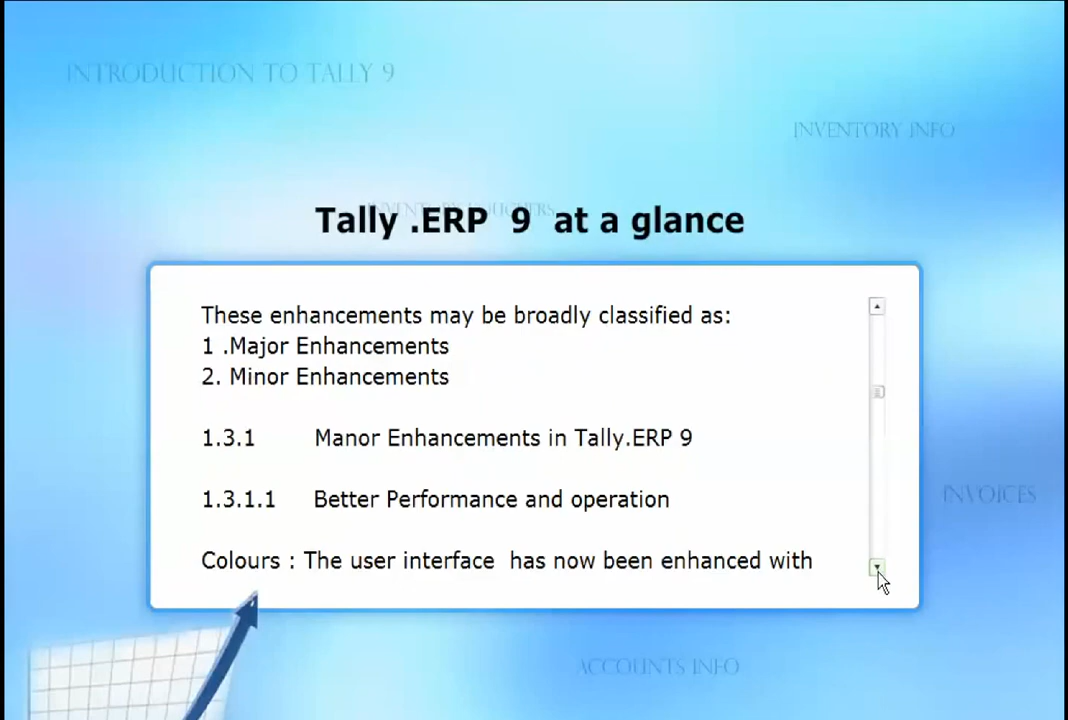 INTRODUCTION TO TALLY 9
INVENTORY INFO
INVENTORY VOUCHERS
Tally .ERP 9 at a glance
These enhancements may be broadly classified as:
1 .Major Enhancements
2. Minor Enhancements
1.3.1 Manor Enhancements in Tally.ERP 9
1.3.1.1 Better Performance and operation
INVOICES
Colours : The user interface has now been enhanced with
ACCOUNTS INFO